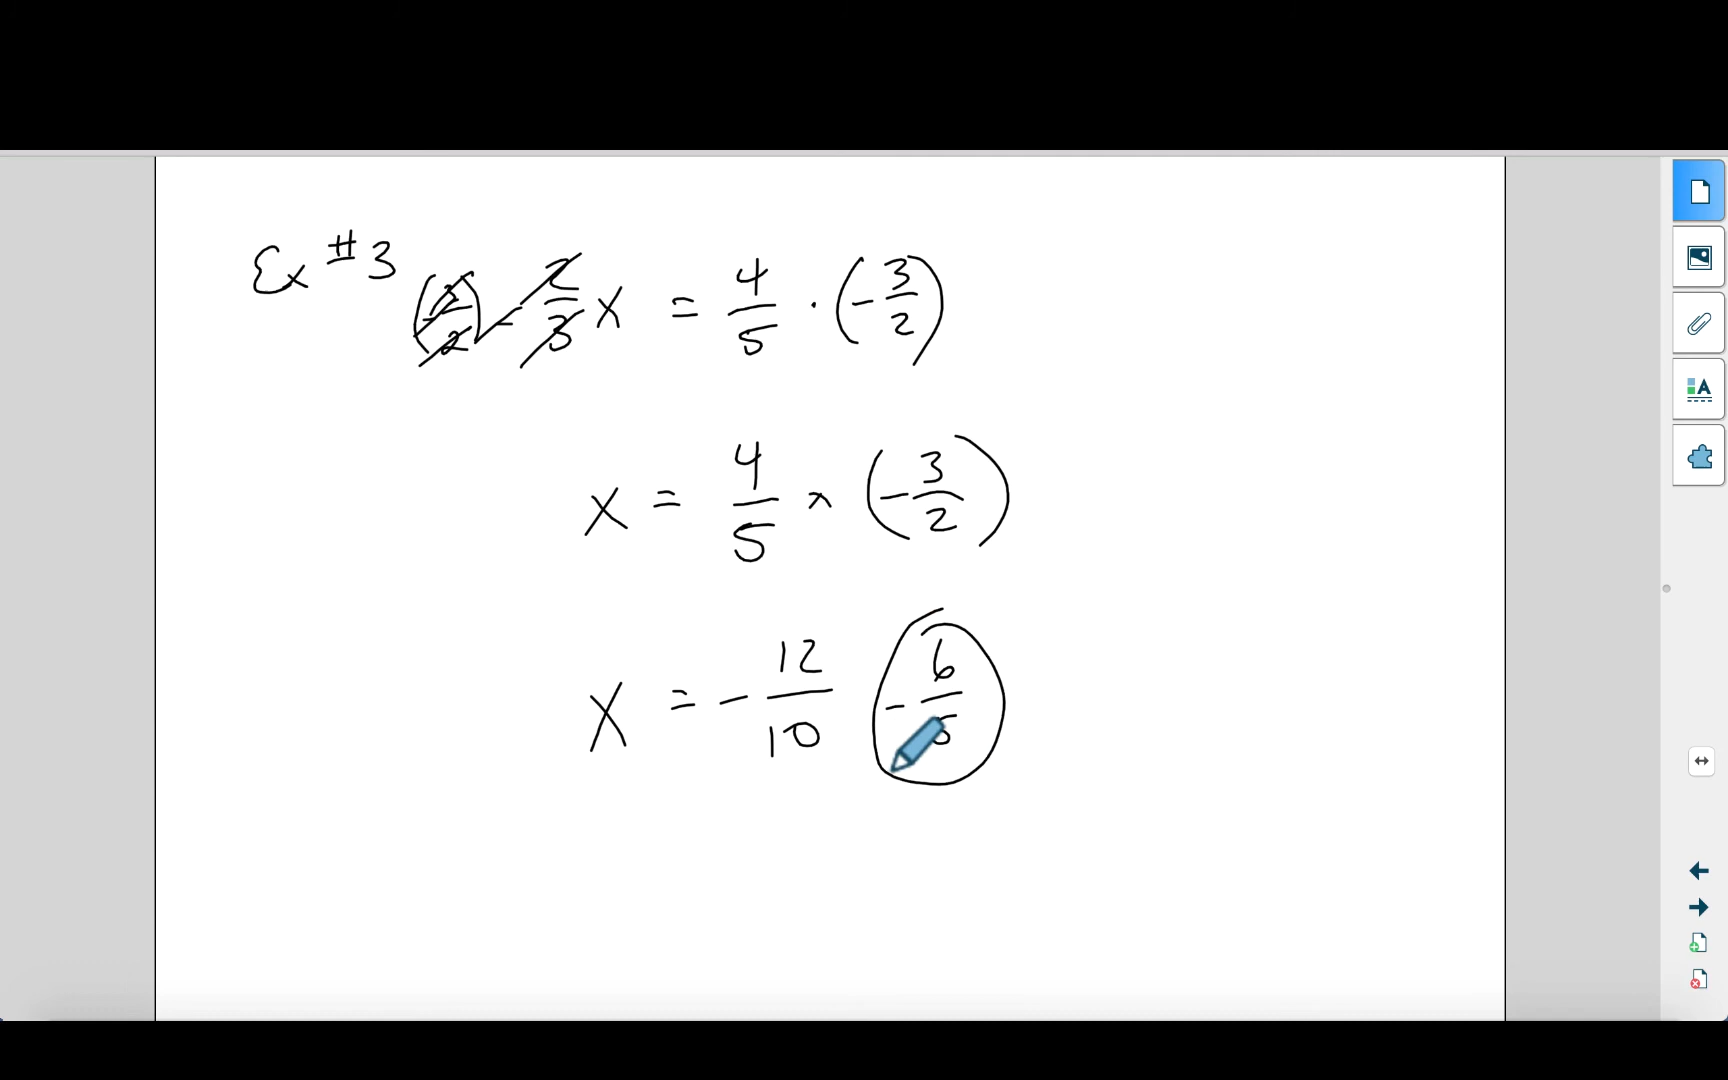 Ex #3 (-3/2) · -2/3 x = 4/5 · (-3/2)
x = 4/5 × (-3/2)
x = -12/10 -6/5
A